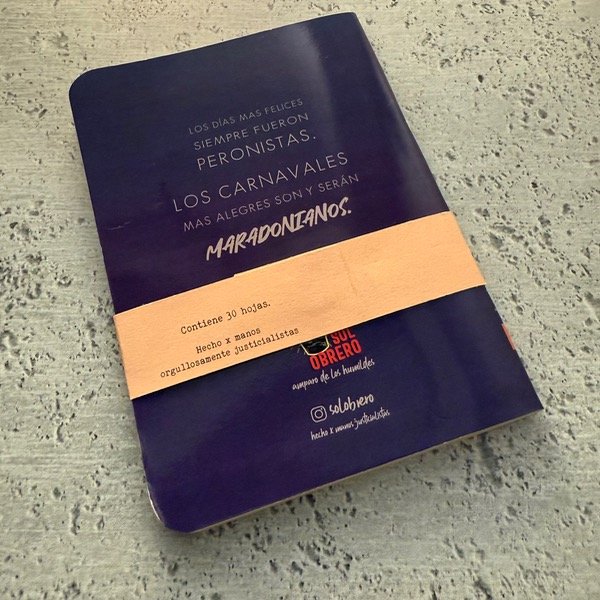 LOS DÍAS MAS FELICES
SIEMPRE FUERON
PERONISTAS.
LOS CARNAVALES
MAS ALEGRES SON Y SERÁN
MARADONIANOS.
Contiene 30 hojas.
Hecho x manos
orgullosamente justicialistas
SOL
OBRERO
amparo de los humildes
solobrero
hecho x manos justicialistas